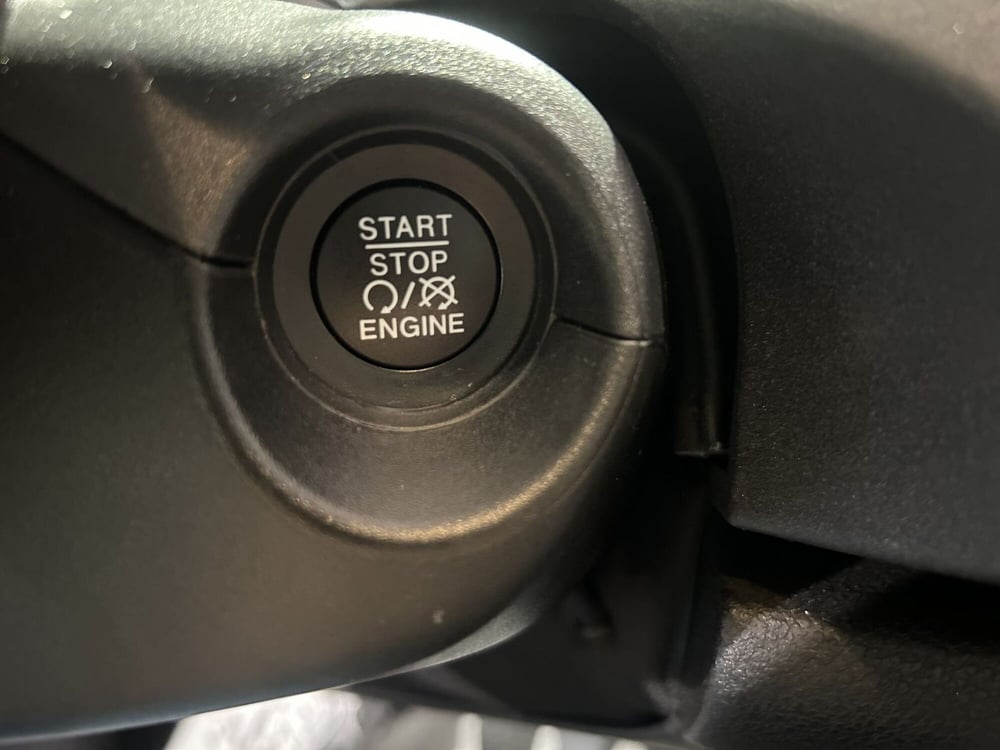 START
STOP
/
ENGINE